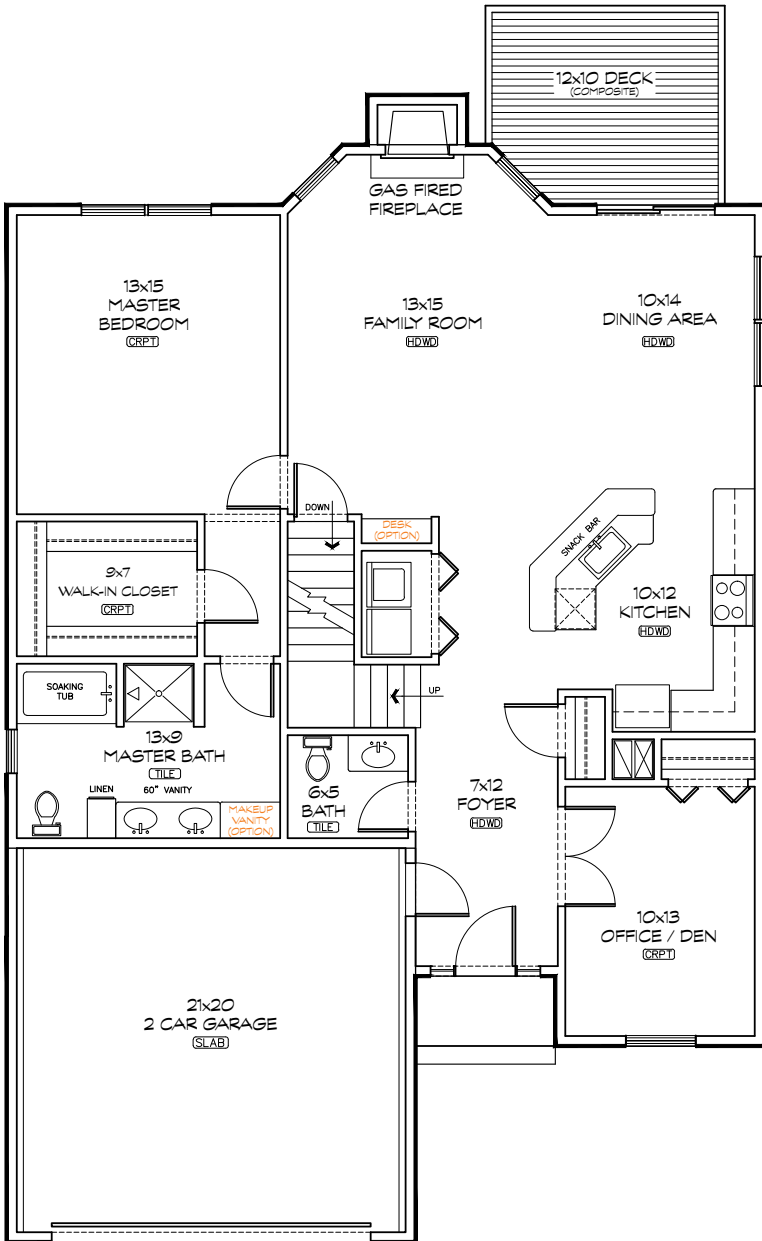 12x10 DECK
(COMPOSITE)
GAS FIRED
FIREPLACE
13x15
MASTER
BEDROOM
CRPT
13x15
FAMILY ROOM
HDWD
10x14
DINING AREA
HDWD
DOWN
DESK
(OPTION)
SNACK BAR
9x7
WALK-IN CLOSET
CRPT
10x12
KITCHEN
HDWD
UP
SOAKING
TUB
13x9
MASTER BATH
TILE
LINEN
60" VANITY
MAKEUP
VANITY
(OPTION)
6x5
BATH
TILE
7x12
FOYER
HDWD
10x13
OFFICE / DEN
CRPT
21x20
2 CAR GARAGE
SLAB